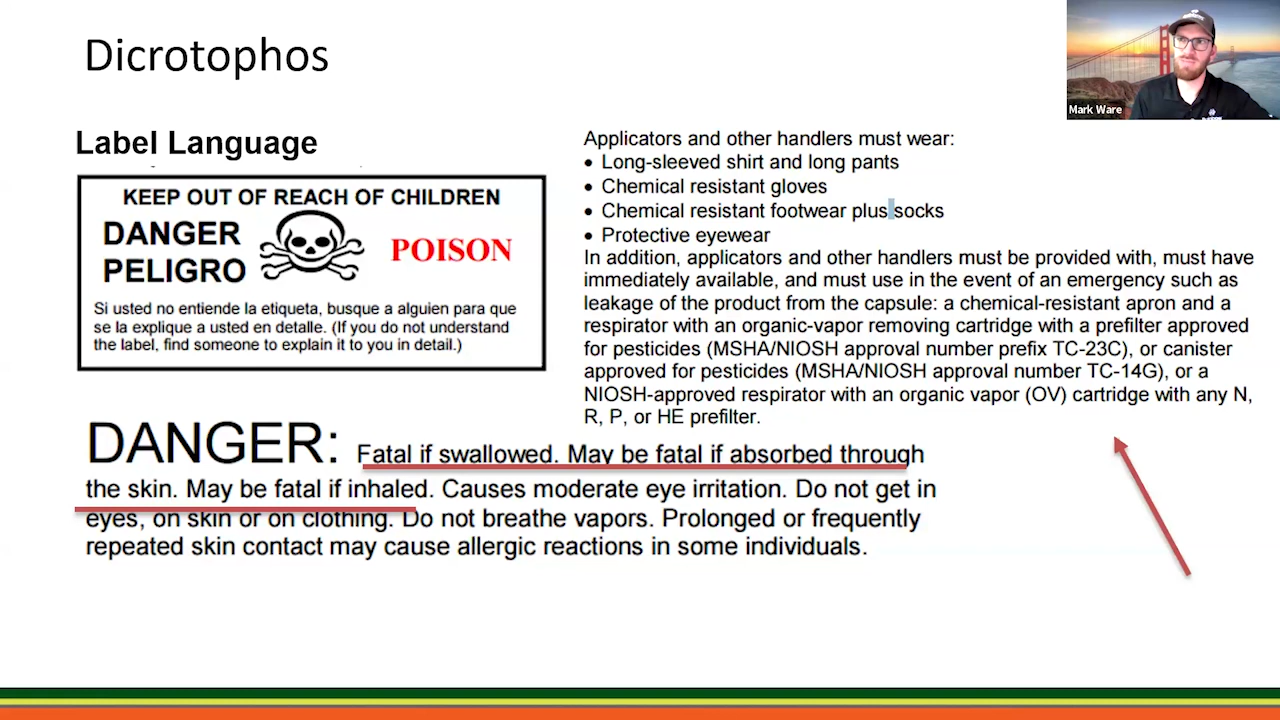 Dicrotophos
Mark Ware
Label Language
KEEP OUT OF REACH OF CHILDREN
DANGER
PELIGRO
POISON
Si usted no entiende la etiqueta, busque a alguien para que
se la explique a usted en detalle. (If you do not understand
the label, find someone to explain it to you in detail.)
Applicators and other handlers must wear:
• Long-sleeved shirt and long pants
• Chemical resistant gloves
• Chemical resistant footwear plus socks
• Protective eyewear
In addition, applicators and other handlers must be provided with, must have
immediately available, and must use in the event of an emergency such as
leakage of the product from the capsule: a chemical-resistant apron and a
respirator with an organic-vapor removing cartridge with a prefilter approved
for pesticides (MSHA/NIOSH approval number prefix TC-23C), or canister
approved for pesticides (MSHA/NIOSH approval number TC-14G), or a
NIOSH-approved respirator with an organic vapor (OV) cartridge with any N,
R, P, or HE prefilter.
DANGER: Fatal if swallowed. May be fatal if absorbed through
the skin. May be fatal if inhaled. Causes moderate eye irritation. Do not get in
eyes, on skin or on clothing. Do not breathe vapors. Prolonged or frequently
repeated skin contact may cause allergic reactions in some individuals.